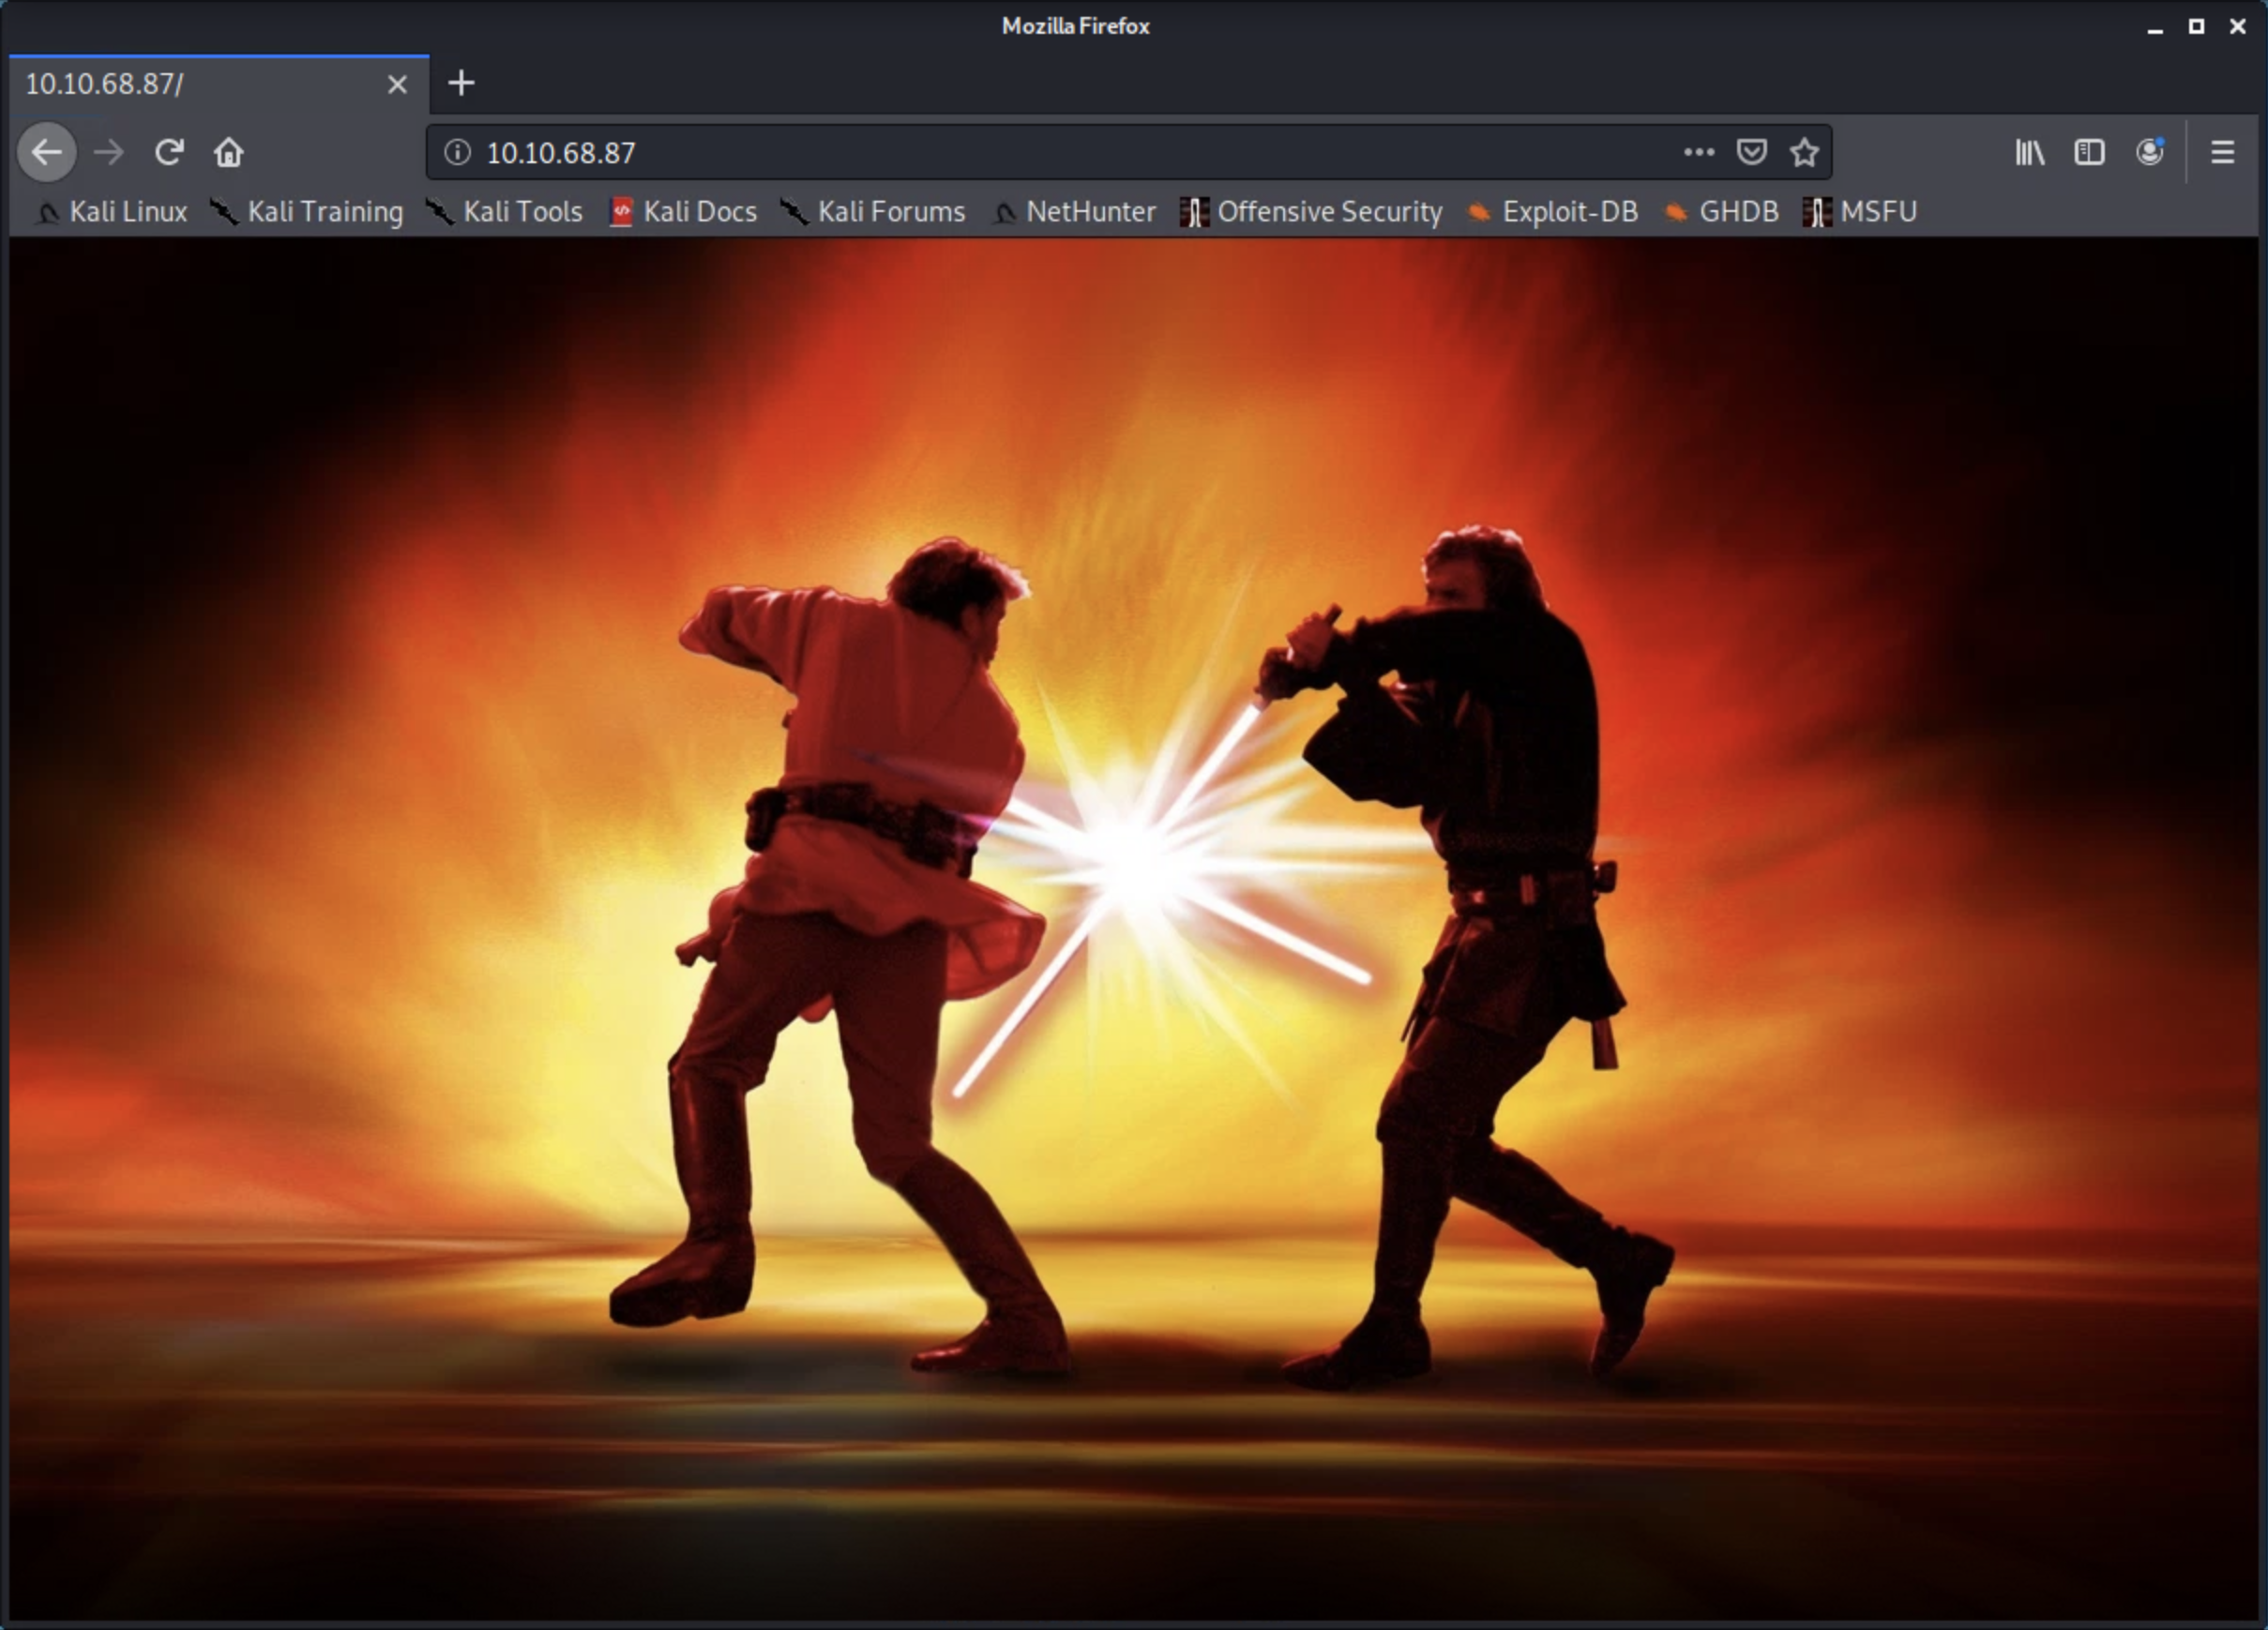 Mozilla Firefox
10.10.68.87/
10.10.68.87
Kali Linux Kali Training Kali Tools Kali Docs Kali Forums NetHunter Offensive Security Exploit-DB GHDB MSFU